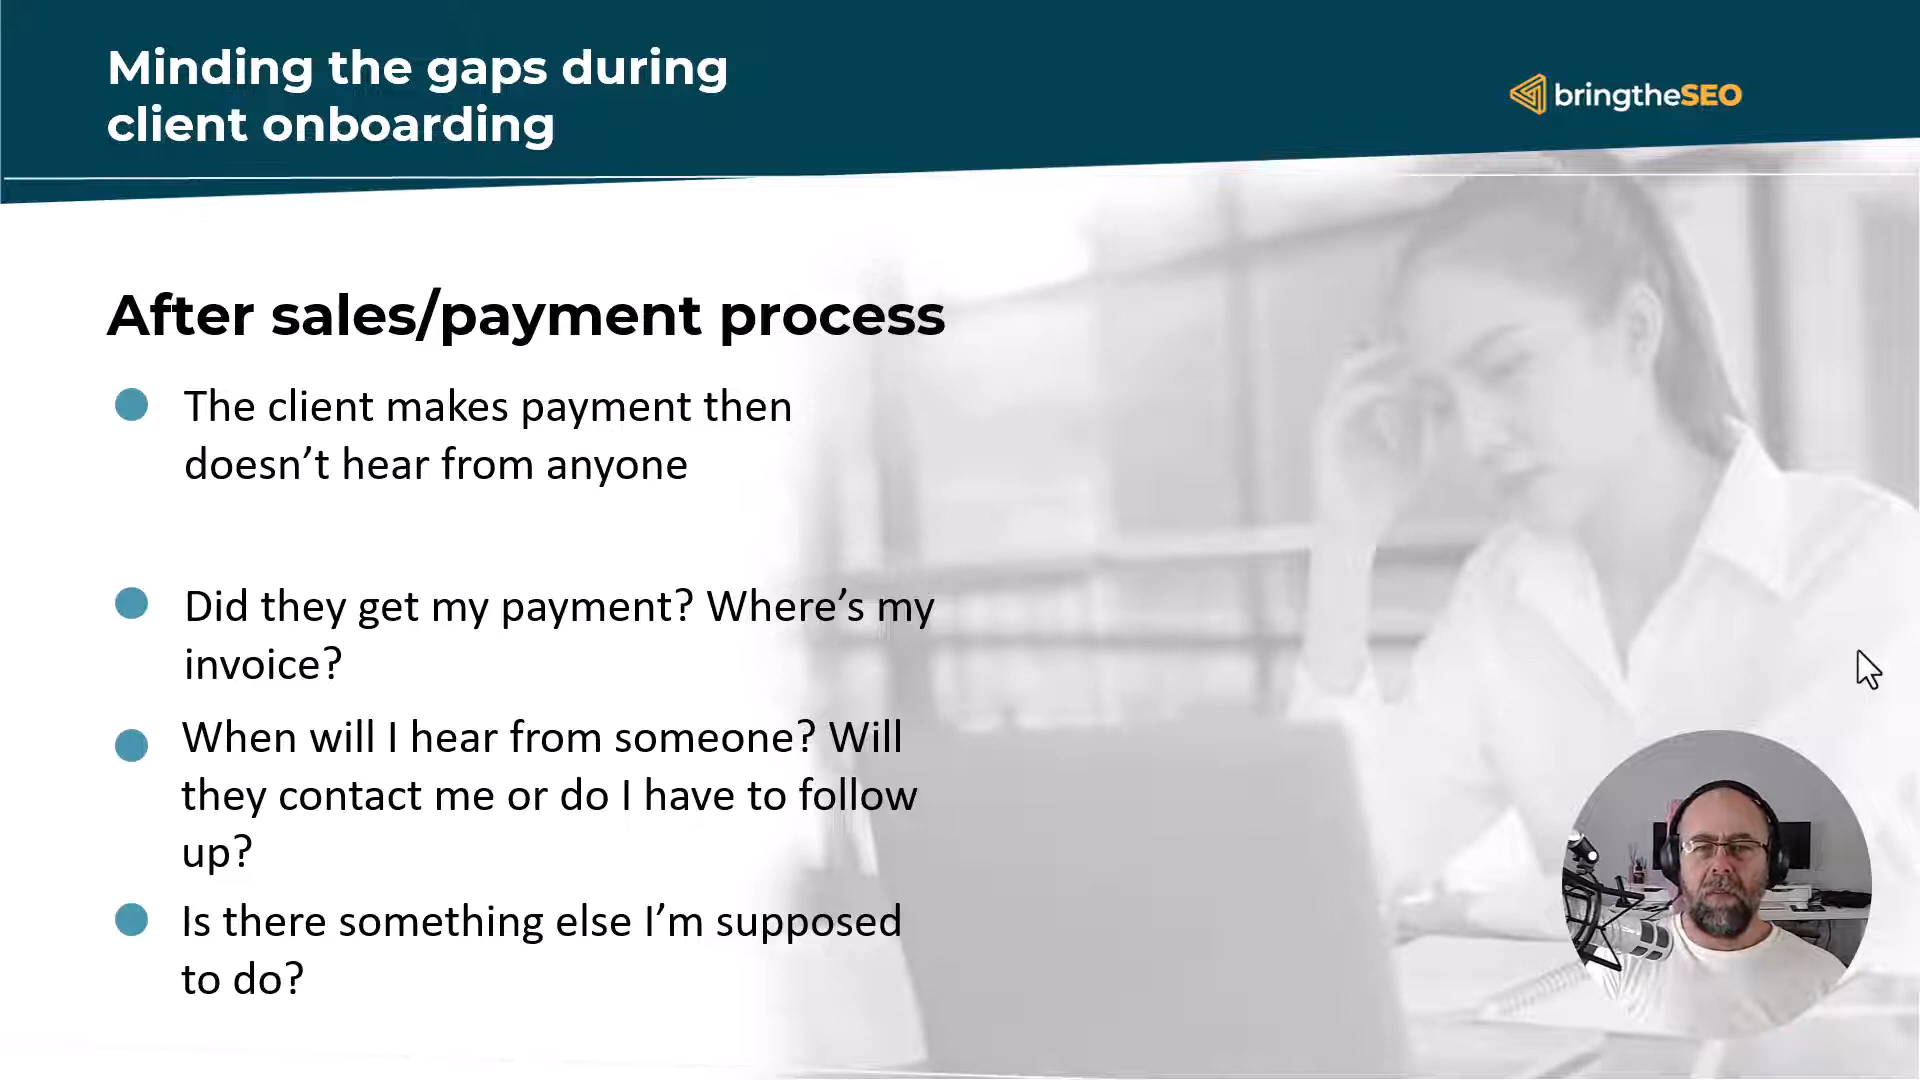 Minding the gaps during
client onboarding
bringtheSEO
After sales/payment process
The client makes payment then
doesn’t hear from anyone
Did they get my payment? Where’s my
invoice?
When will I hear from someone? Will
they contact me or do I have to follow
up?
Is there something else I’m supposed
to do?